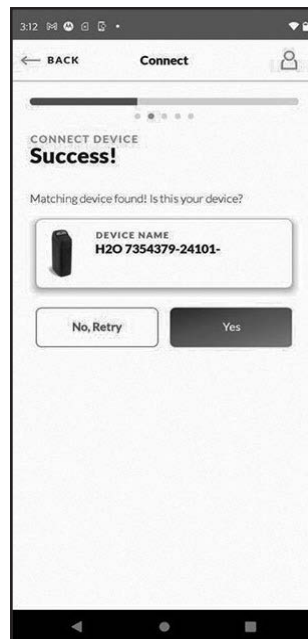 3:12
BACK
Connect
CONNECT DEVICE
Success!
Matching device found! Is this your device?
DEVICE NAME
H2O 7354379-24101-
No, Retry
Yes